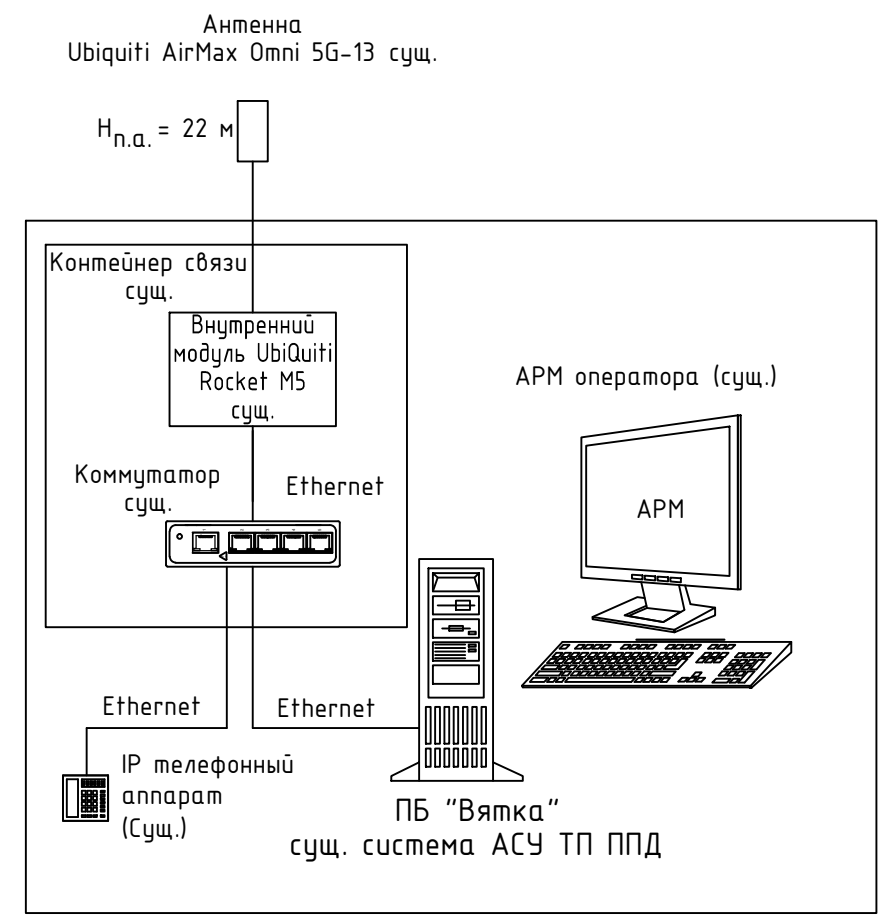 Антенна
Ubiquiti AirMax Omni 5G-13 сущ.
Hп.а. = 22 м
Контейнер связи
сущ.
Внутренний
модуль UbiQuiti
Rocket M5
сущ.
АРМ оператора (сущ.)
Коммутатор
сущ.
Ethernet
АРМ
Ethernet
Ethernet
IP телефонный
аппарат
(Сущ.)
ПБ "Вятка"
сущ. система АСУ ТП ППД